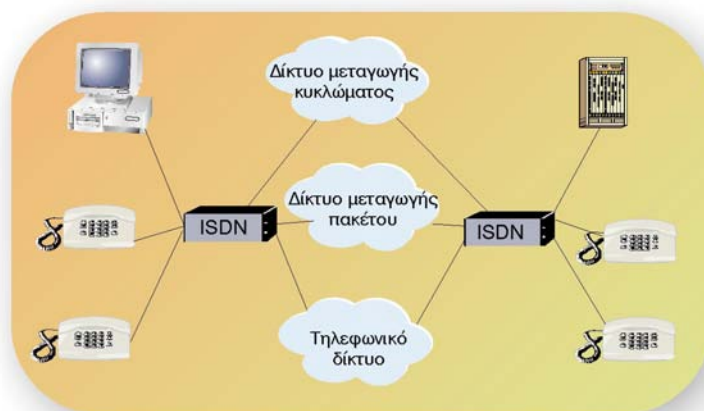 Δίκτυο μεταγωγής
κυκλώματος
Δίκτυο μεταγωγής
πακέτου
ISDN
ISDN
Τηλεφωνικό
δίκτυο